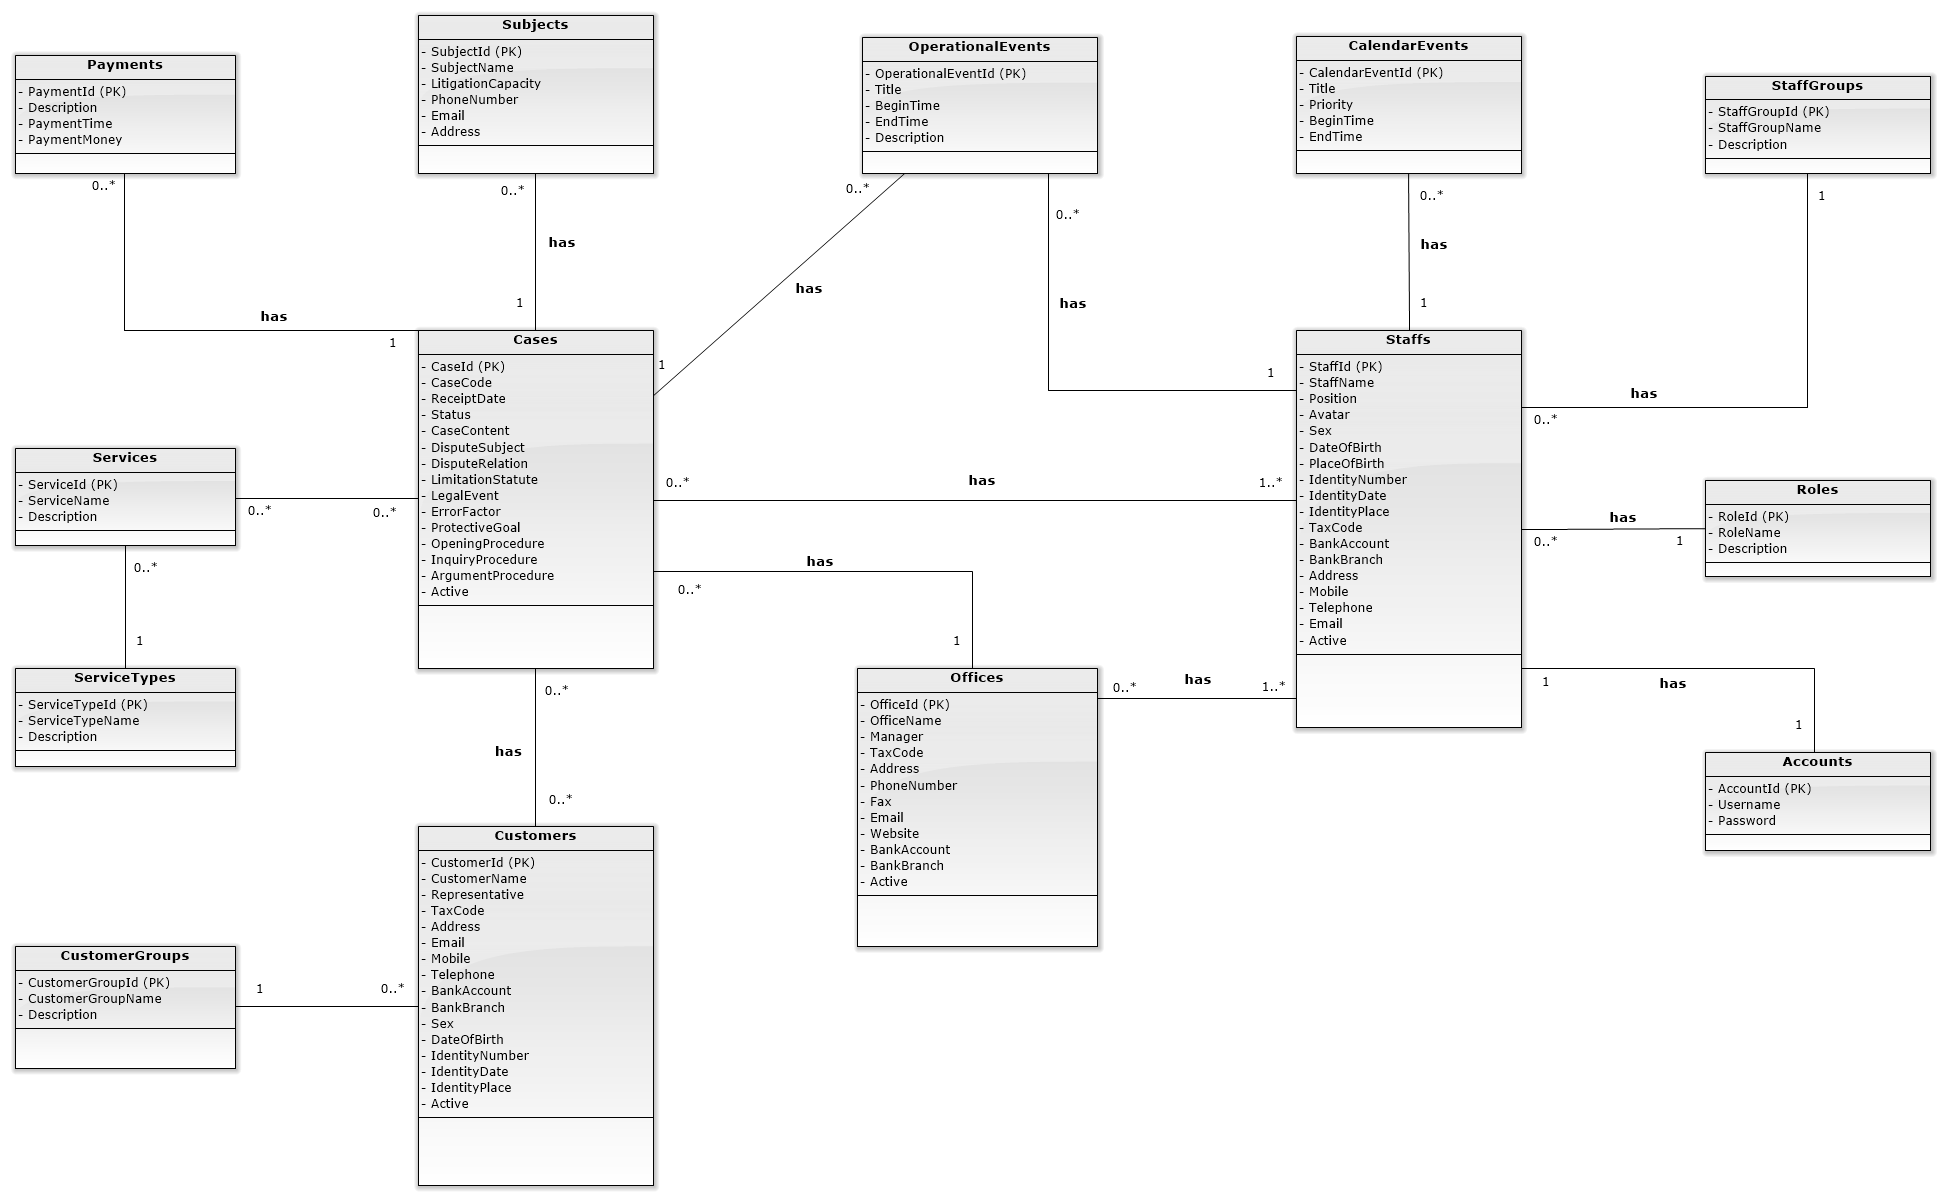 Payments
- PaymentId (PK)
- Description
- PaymentTime
- PaymentMoney
0..*
has
1
Subjects
- SubjectId (PK)
- SubjectName
- LitigationCapacity
- PhoneNumber
- Email
- Address
0..*
has
1
OperationalEvents
- OperationalEventId (PK)
- Title
- BeginTime
- EndTime
- Description
0..*
has
1
0..*
has
1
CalendarEvents
- CalendarEventId (PK)
- Title
- Priority
- BeginTime
- EndTime
0..*
has
1
StaffGroups
- StaffGroupId (PK)
- StaffGroupName
- Description
1
has
0..*
Cases
- CaseId (PK)
- CaseCode
- ReceiptDate
- Status
- CaseContent
- DisputeSubject
- DisputeRelation
- LimitationStatute
- LegalEvent
- ErrorFactor
- ProtectiveGoal
- OpeningProcedure
- InquiryProcedure
- ArgumentProcedure
- Active
0..*
has
1..*
0..*
has
1
Staffs
- StaffId (PK)
- StaffName
- Position
- Avatar
- Sex
- DateOfBirth
- PlaceOfBirth
- IdentityNumber
- IdentityDate
- IdentityPlace
- TaxCode
- BankAccount
- BankBranch
- Address
- Mobile
- Telephone
- Email
- Active
Services
- ServiceId (PK)
- ServiceName
- Description
0..*
0..*
0..*
1
Roles
- RoleId (PK)
- RoleName
- Description
has
0..*
1
ServiceTypes
- ServiceTypeId (PK)
- ServiceTypeName
- Description
0..*
has
0..*
Offices
- OfficeId (PK)
- OfficeName
- Manager
- TaxCode
- Address
- PhoneNumber
- Fax
- Email
- Website
- BankAccount
- BankBranch
- Active
0..*
has
1..*
1
has
1
Accounts
- AccountId (PK)
- Username
- Password
Customers
- CustomerId (PK)
- CustomerName
- Representative
- TaxCode
- Address
- Email
- Mobile
- Telephone
- BankAccount
- BankBranch
- Sex
- DateOfBirth
- IdentityNumber
- IdentityDate
- IdentityPlace
- Active
CustomerGroups
- CustomerGroupId (PK)
- CustomerGroupName
- Description
1
0..*